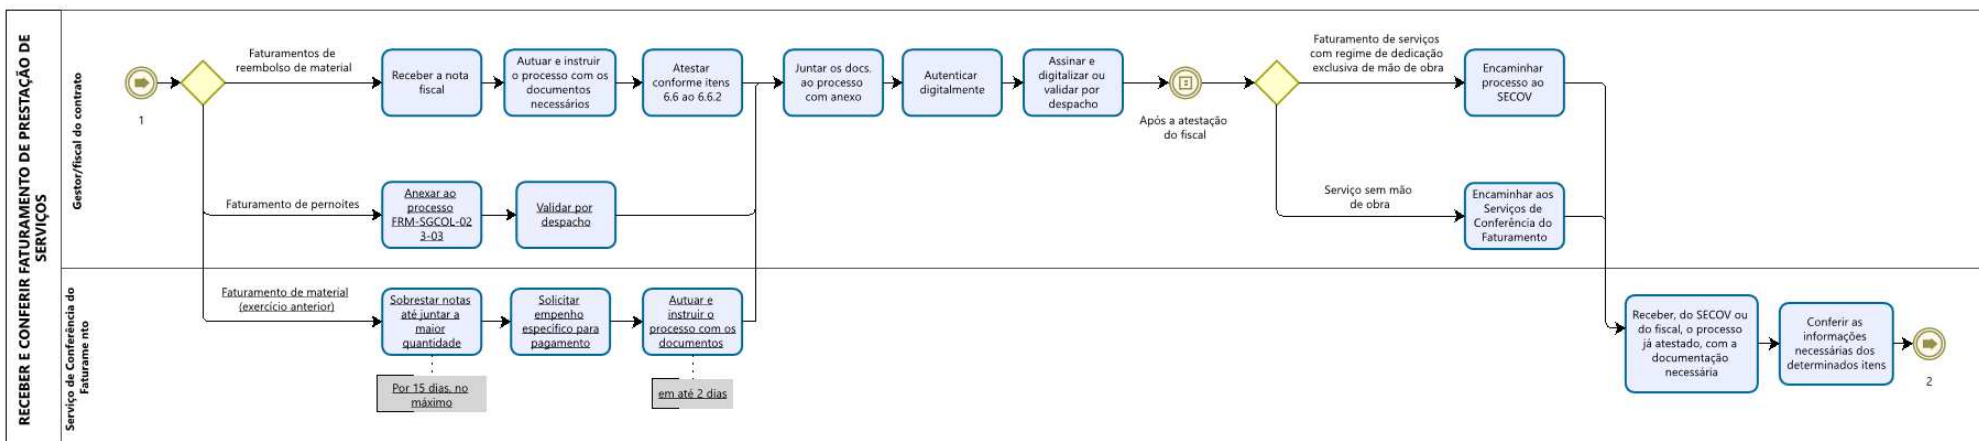 RECEBER E CONFERIR FATURAMENTO DE PRESTAÇÃO DE
SERVIÇOS
Gestor/fiscal do contrato
1
Faturamentos de
reembolso de material
Receber a nota
fiscal
Autuar e instruir
o processo com os
documentos
necessários
Atestar
conforme itens
6.6 ao 6.6.2
Juntar os docs.
ao processo
com anexo
Autenticar
digitalmente
Assinar e
digitalizar ou
validar por
despacho
Após a atestação
do fiscal
Faturamento de serviços
com regime de dedicação
exclusiva de mão de obra
Encaminhar
processo ao
SECOV
Faturamento de pernoites
Anexar ao
processo
FRM-SGCOL-02
3-03
Validar por
despacho
Serviço sem mão
de obra
Encaminhar aos
Serviços de
Conferência do
Faturamento
Serviço de Conferência do
Faturame nto
Faturamento de material
(exercício anterior)
Sobrestar notas
até juntar a
maior
quantidade
Solicitar
empenho
específico para
pagamento
Autuar e
instruir o
processo com os
documentos
Por 15 dias, no
máximo
em até 2 dias
Receber, do SECOV ou
do fiscal, o processo
já atestado, com a
documentação
necessária
Conferir as
informações
necessárias dos
determinados itens
2